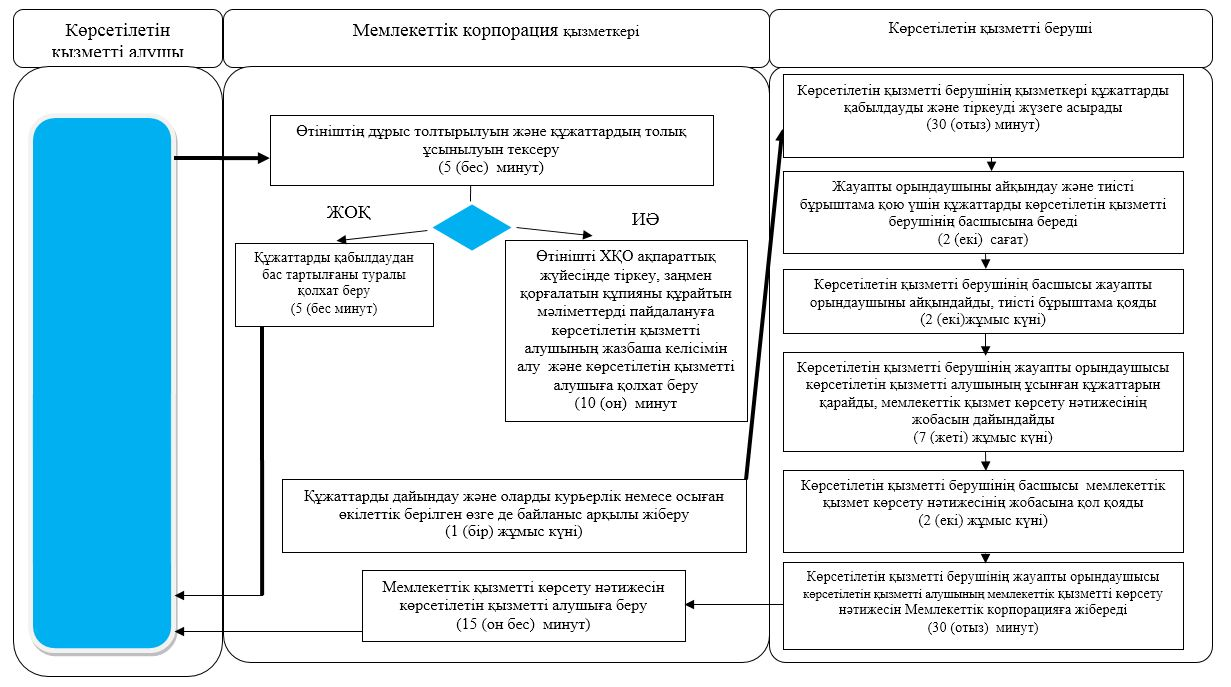 Көрсетілетін
қызметті алушы
Мемлекеттік корпорация қызметкері
Көрсетілетін қызметті беруші
Өтініштің дұрыс толтырылуын және құжаттардың толық
ұсынылуын тексеру
(5 (бес) минут)
ЖОҚ
ИӘ
Құжаттарды қабылдаудан
бас тартылғаны туралы
қолхат беру
(5 (бес минут)
Өтінішті ХҚО ақпараттық
жүйесінде тіркеу, заңмен
қорғалатын құпияны құрайтын
мәліметтерді пайдалануға
көрсетілетін қызметті
алушының жазбаша келісімін
алу және көрсетілетін қызметті
алушыға қолхат беру
(10 (он) минут
Құжаттарды дайындау және оларды курьерлік немесе осыған
өкілеттік берілген өзге де байланыс арқылы жіберу
(1 (бір) жұмыс күні)
Мемлекеттік қызметті көрсету нәтижесін
көрсетілетін қызметті алушыға беру
(15 (он бес) минут)
Көрсетілетін қызметті берушінің қызметкері құжаттарды
қабылдауды және тіркеуді жүзеге асырады
(30 (отыз) минут)
Жауапты орындаушыны айқындау және тиісті
бұрыштама қою үшін құжаттарды көрсетілетін қызметті
берушінің басшысына береді
(2 (екі) сағат)
Көрсетілетін қызметті берушінің басшысы жауапты
орындаушыны айқындайды, тиісті бұрыштама қояды
(2 (екі)жұмыс күні)
Көрсетілетін қызметті берушінің жауапты орындаушысы
көрсетілетін қызметті алушының ұсынған құжаттарын
қарайды, мемлекеттік қызмет көрсету нәтижесінің
жобасын дайындайды
(7 (жеті) жұмыс күні)
Көрсетілетін қызметті берушінің басшысы мемлекеттік
қызмет көрсету нәтижесінің жобасына қол қояды
(2 (екі) жұмыс күні)
Көрсетілетін қызметті берушінің жауапты орындаушысы
көрсетілетін қызметті алушының мемлекеттік қызметті көрсету
нәтижесін Мемлекеттік корпорацияға жібереді
(30 (отыз) минут)